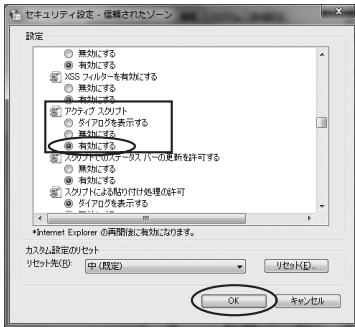 セキュリティ設定 - 信頼されたゾーン
設定
無効にする
有効にする
XSS フィルターを有効にする
無効にする
有効にする
アクティブ スクリプト
ダイアログを表示する
無効にする
有効にする
スクリプトでのステータス バーの更新を許可する
無効にする
有効にする
スクリプトによる貼り付け処理の許可
ダイアログを表示する
*Internet Explorer の再開後に有効になります。
カスタム設定のリセット
リセット先(R):
中 (既定)
リセット(E)...
OK
キャンセル